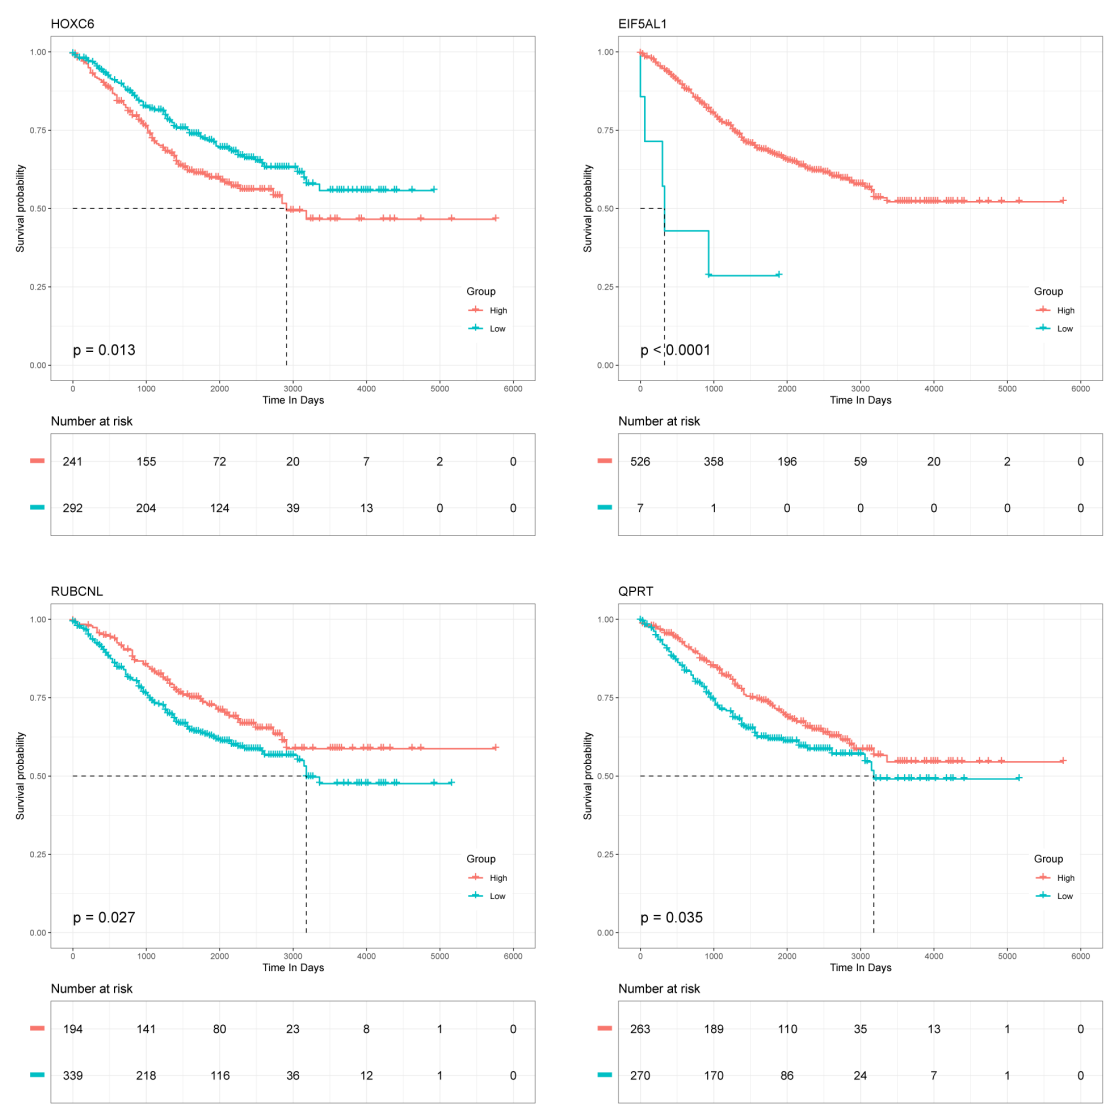 HOXC6
1.00
0.75
0.50
0.25
0.00
Survival probability
Group
High
Low
p = 0.013
0 1000 2000 3000 4000 5000 6000
Time In Days
Number at risk
241 155 72 20 7 2 0
292 204 124 39 13 0 0
EIF5AL1
1.00
0.75
0.50
0.25
0.00
Survival probability
Group
High
Low
p < 0.0001
0 1000 2000 3000 4000 5000 6000
Time In Days
Number at risk
526 358 196 59 20 2 0
7 1 0 0 0 0 0
RUBCNL
1.00
0.75
0.50
0.25
0.00
Survival probability
Group
High
Low
p = 0.027
0 1000 2000 3000 4000 5000 6000
Time In Days
Number at risk
194 141 80 23 8 1 0
339 218 116 36 12 1 0
QPRT
1.00
0.75
0.50
0.25
0.00
Survival probability
Group
High
Low
p = 0.035
0 1000 2000 3000 4000 5000 6000
Time In Days
Number at risk
263 189 110 35 13 1 0
270 170 86 24 7 1 0